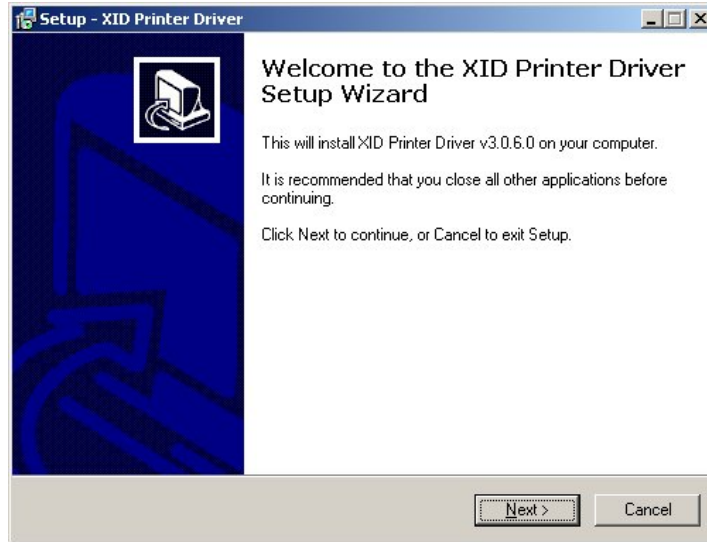 Setup - XID Printer Driver
Welcome to the XID Printer Driver
Setup Wizard
This will install XID Printer Driver v3.0.6.0 on your computer.
It is recommended that you close all other applications before
continuing.
Click Next to continue, or Cancel to exit Setup.
Next >
Cancel